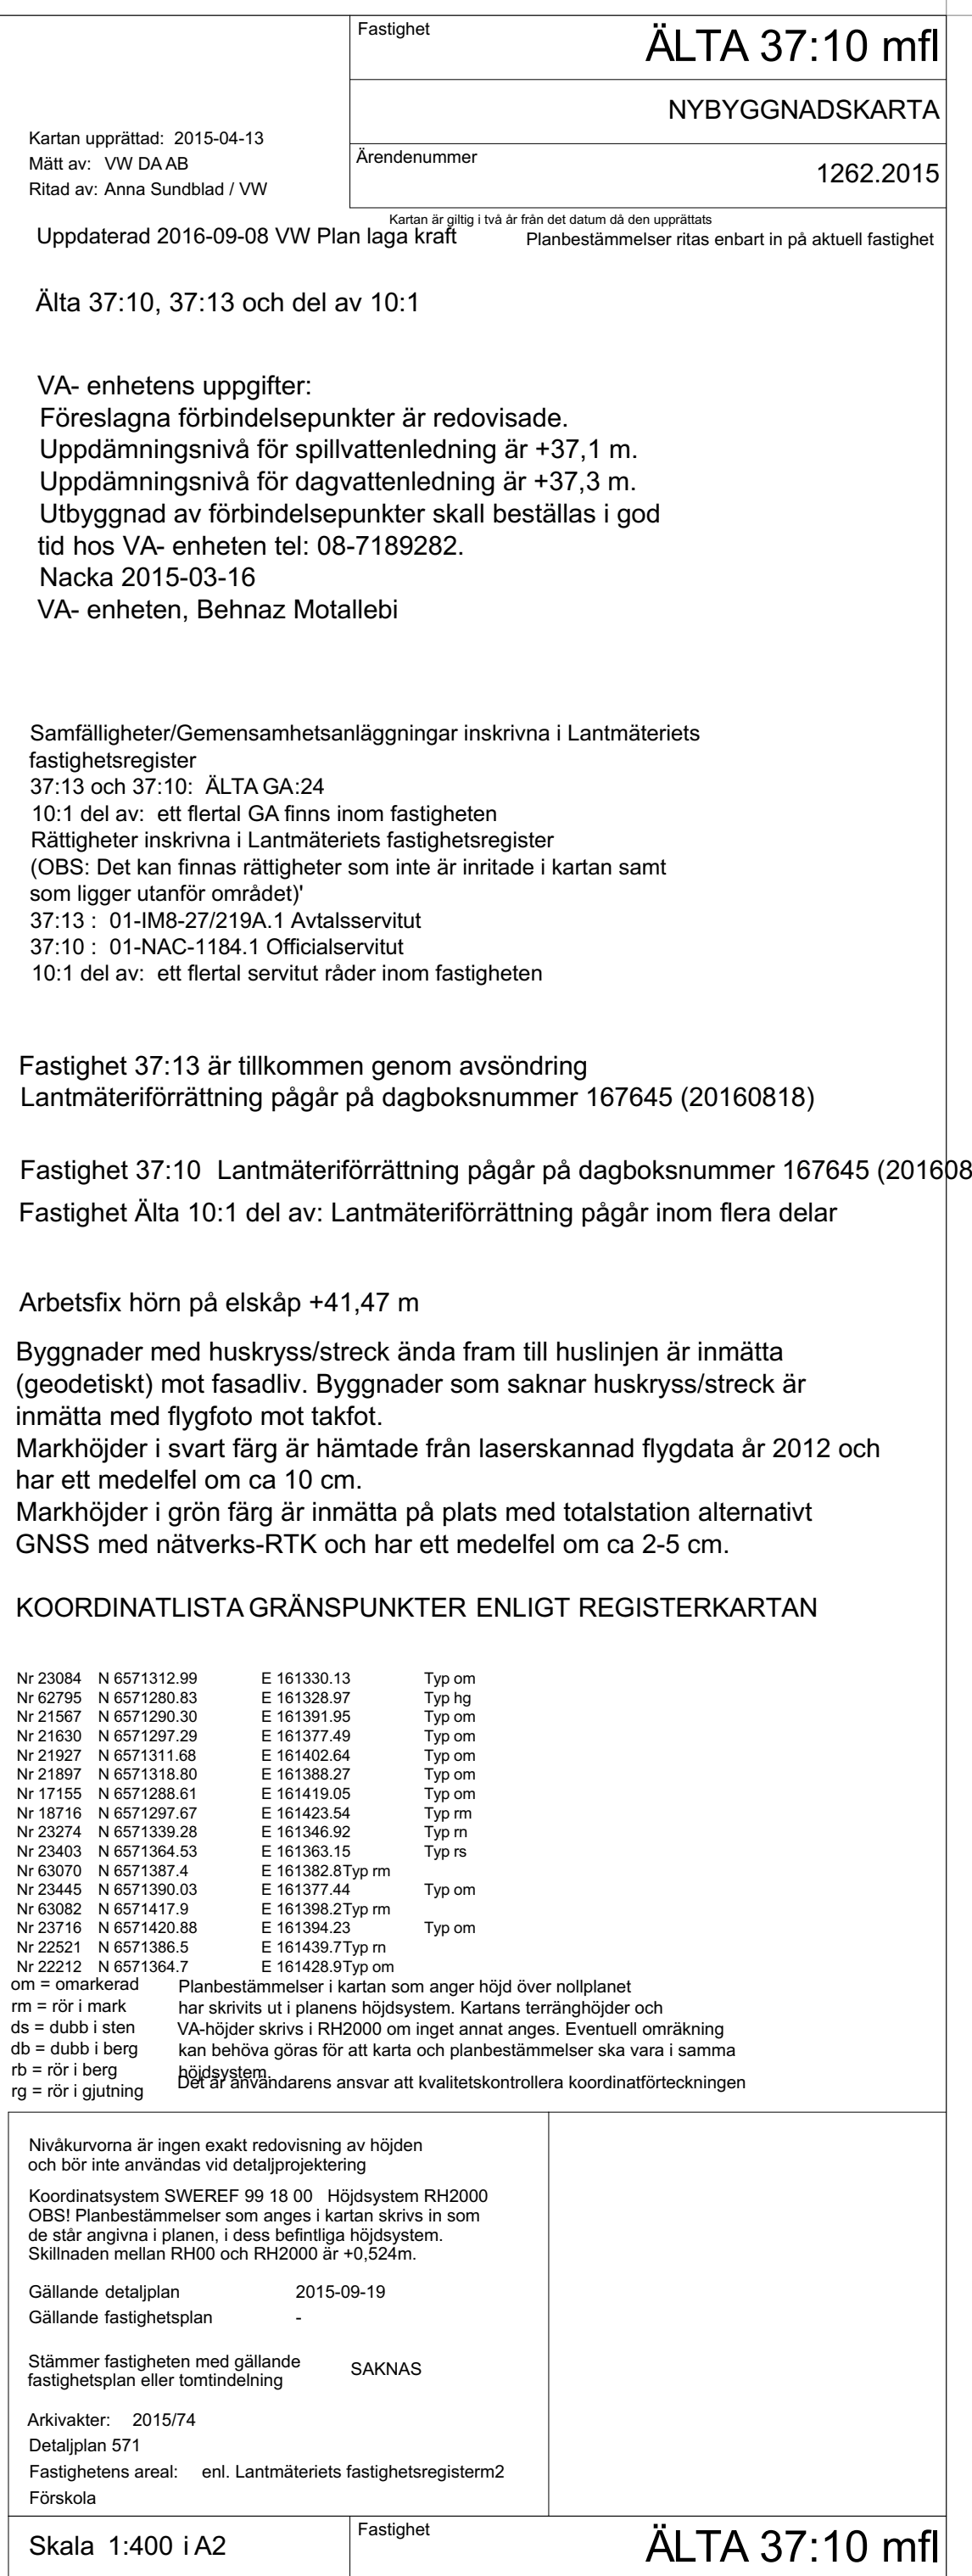 Fastighet
ÄLTA 37:10 mfl
NYBYGGNADSKARTA
Kartan upprättad: 2015-04-13
Mätt av: VW DA AB
Ritad av: Anna Sundblad / VW
Ärendenummer
1262.2015
Kartan är giltig i två år från det datum då den upprättats
Uppdaterad 2016-09-08 VW Plan laga kraft
Planbestämmelser ritas enbart in på aktuell fastighet
Älta 37:10, 37:13 och del av 10:1
VA- enhetens uppgifter:
Föreslagna förbindelsepunkter är redovisade.
Uppdämningsnivå för spillvattenledning är +37,1 m.
Uppdämningsnivå för dagvattenledning är +37,3 m.
Utbyggnad av förbindelsepunkter skall beställas i god
tid hos VA- enheten tel: 08-7189282.
Nacka 2015-03-16
VA- enheten, Behnaz Motallebi
Samfälligheter/Gemensamhetsanläggningar inskrivna i Lantmäteriets
fastighetsregister
37:13 och 37:10: ÄLTA GA:24
10:1 del av: ett flertal GA finns inom fastigheten
Rättigheter inskrivna i Lantmäteriets fastighetsregister
(OBS: Det kan finnas rättigheter som inte är inritade i kartan samt
som ligger utanför området)'
37:13 : 01-IM8-27/219A.1 Avtalsservitut
37:10 : 01-NAC-1184.1 Officialservitut
10:1 del av: ett flertal servitut råder inom fastigheten
Fastighet 37:13 är tillkommen genom avsöndring
Lantmäteriförrättning pågår på dagboksnummer 167645 (20160818)
Fastighet 37:10 Lantmäteriförrättning pågår på dagboksnummer 167645 (201608
Fastighet Älta 10:1 del av: Lantmäteriförrättning pågår inom flera delar
Arbetsfix hörn på elskåp +41,47 m
Byggnader med huskryss/streck ända fram till huslinjen är inmätta
(geodetiskt) mot fasadliv. Byggnader som saknar huskryss/streck är
inmätta med flygfoto mot takfot.
Markhöjder i svart färg är hämtade från laserskannad flygdata år 2012 och
har ett medelfel om ca 10 cm.
Markhöjder i grön färg är inmätta på plats med totalstation alternativt
GNSS med nätverks-RTK och har ett medelfel om ca 2-5 cm.
KOORDINATLISTA GRÄNSPUNKTER ENLIGT REGISTERKARTAN
Nr 23084 N 6571312.99 E 161330.13 Typ om
Nr 62795 N 6571280.83 E 161328.97 Typ hg
Nr 21567 N 6571290.30 E 161391.95 Typ om
Nr 21630 N 6571297.29 E 161377.49 Typ om
Nr 21927 N 6571311.68 E 161402.64 Typ om
Nr 21897 N 6571318.80 E 161388.27 Typ om
Nr 17155 N 6571288.61 E 161419.05 Typ om
Nr 18716 N 6571297.67 E 161423.54 Typ rm
Nr 23274 N 6571339.28 E 161346.92 Typ rn
Nr 23403 N 6571364.53 E 161363.15 Typ rs
Nr 63070 N 6571387.4 E 161382.8Typ rm
Nr 23445 N 6571390.03 E 161377.44 Typ om
Nr 63082 N 6571417.9 E 161398.2Typ rm
Nr 23716 N 6571420.88 E 161394.23 Typ om
Nr 22521 N 6571386.5 E 161439.7Typ rn
Nr 22212 N 6571364.7 E 161428.9Typ om
om = omarkerad
rm = rör i mark
ds = dubb i sten
db = dubb i berg
rb = rör i berg
rg = rör i gjutning
Planbestämmelser i kartan som anger höjd över nollplanet
har skrivits ut i planens höjdsystem. Kartans terränghöjder och
VA-höjder skrivs i RH2000 om inget annat anges. Eventuell omräkning
kan behöva göras för att karta och planbestämmelser ska vara i samma
höjdsystem.
Det är användarens ansvar att kvalitetskontrollera koordinatförteckningen
Nivåkurvorna är ingen exakt redovisning av höjden
och bör inte användas vid detaljprojektering
Koordinatsystem SWEREF 99 18 00 Höjdsystem RH2000
OBS! Planbestämmelser som anges i kartan skrivs in som
de står angivna i planen, i dess befintliga höjdsystem.
Skillnaden mellan RH00 och RH2000 är +0,524m.
Gällande detaljplan 2015-09-19
Gällande fastighetsplan -
Stämmer fastigheten med gällande
fastighetsplan eller tomtindelning SAKNAS
Arkivakter: 2015/74
Detaljplan 571
Fastighetens areal: enl. Lantmäteriets fastighetsregisterm2
Förskola
Skala 1:400 i A2
Fastighet
ÄLTA 37:10 mfl